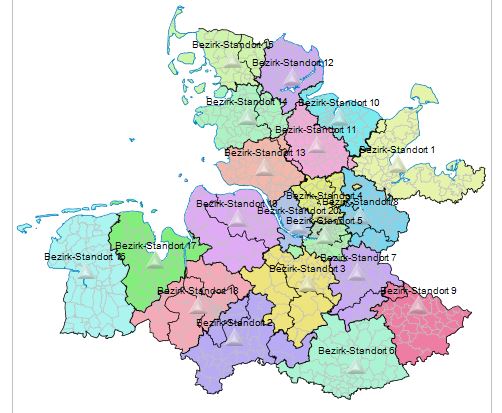 Bezirk-Standort 15
Bezirk-Standort 12
Bezirk-Standort 14
Bezirk-Standort 10
Bezirk-Standort 11
Bezirk-Standort 13
Bezirk-Standort 1
Bezirk-Standort 4
Bezirk-Standort 8
Bezirk-Standort 19
Bezirk-Standort 20
Bezirk-Standort 5
Bezirk-Standort 17
Bezirk-Standort 16
Bezirk-Standort 7
Bezirk-Standort 3
Bezirk-Standort 18
Bezirk-Standort 9
Bezirk-Standort 2
Bezirk-Standort 6